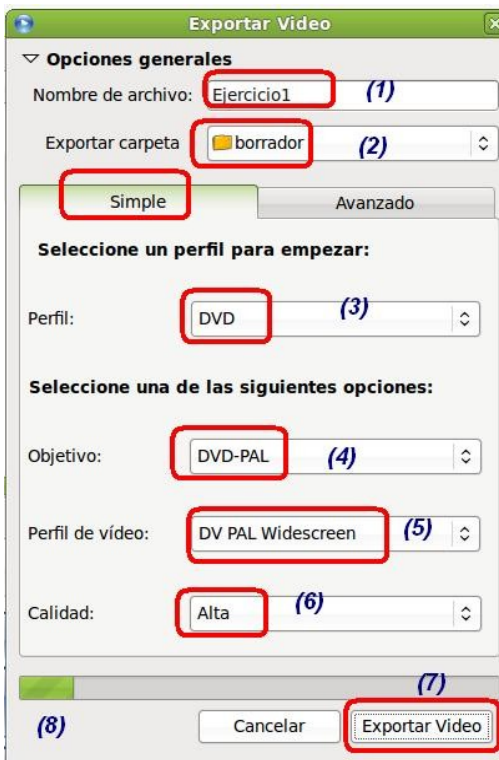 Exportar Video
Opciones generales
Nombre de archivo: Ejercicio1 (1)
Exportar carpeta borrador (2)
Simple Avanzado
Seleccione un perfil para empezar:
Perfil: DVD (3)
Seleccione una de las siguientes opciones:
Objetivo: DVD-PAL (4)
Perfil de vídeo: DV PAL Widescreen (5)
Calidad: Alta (6)
(7)
(8) Cancelar Exportar Video